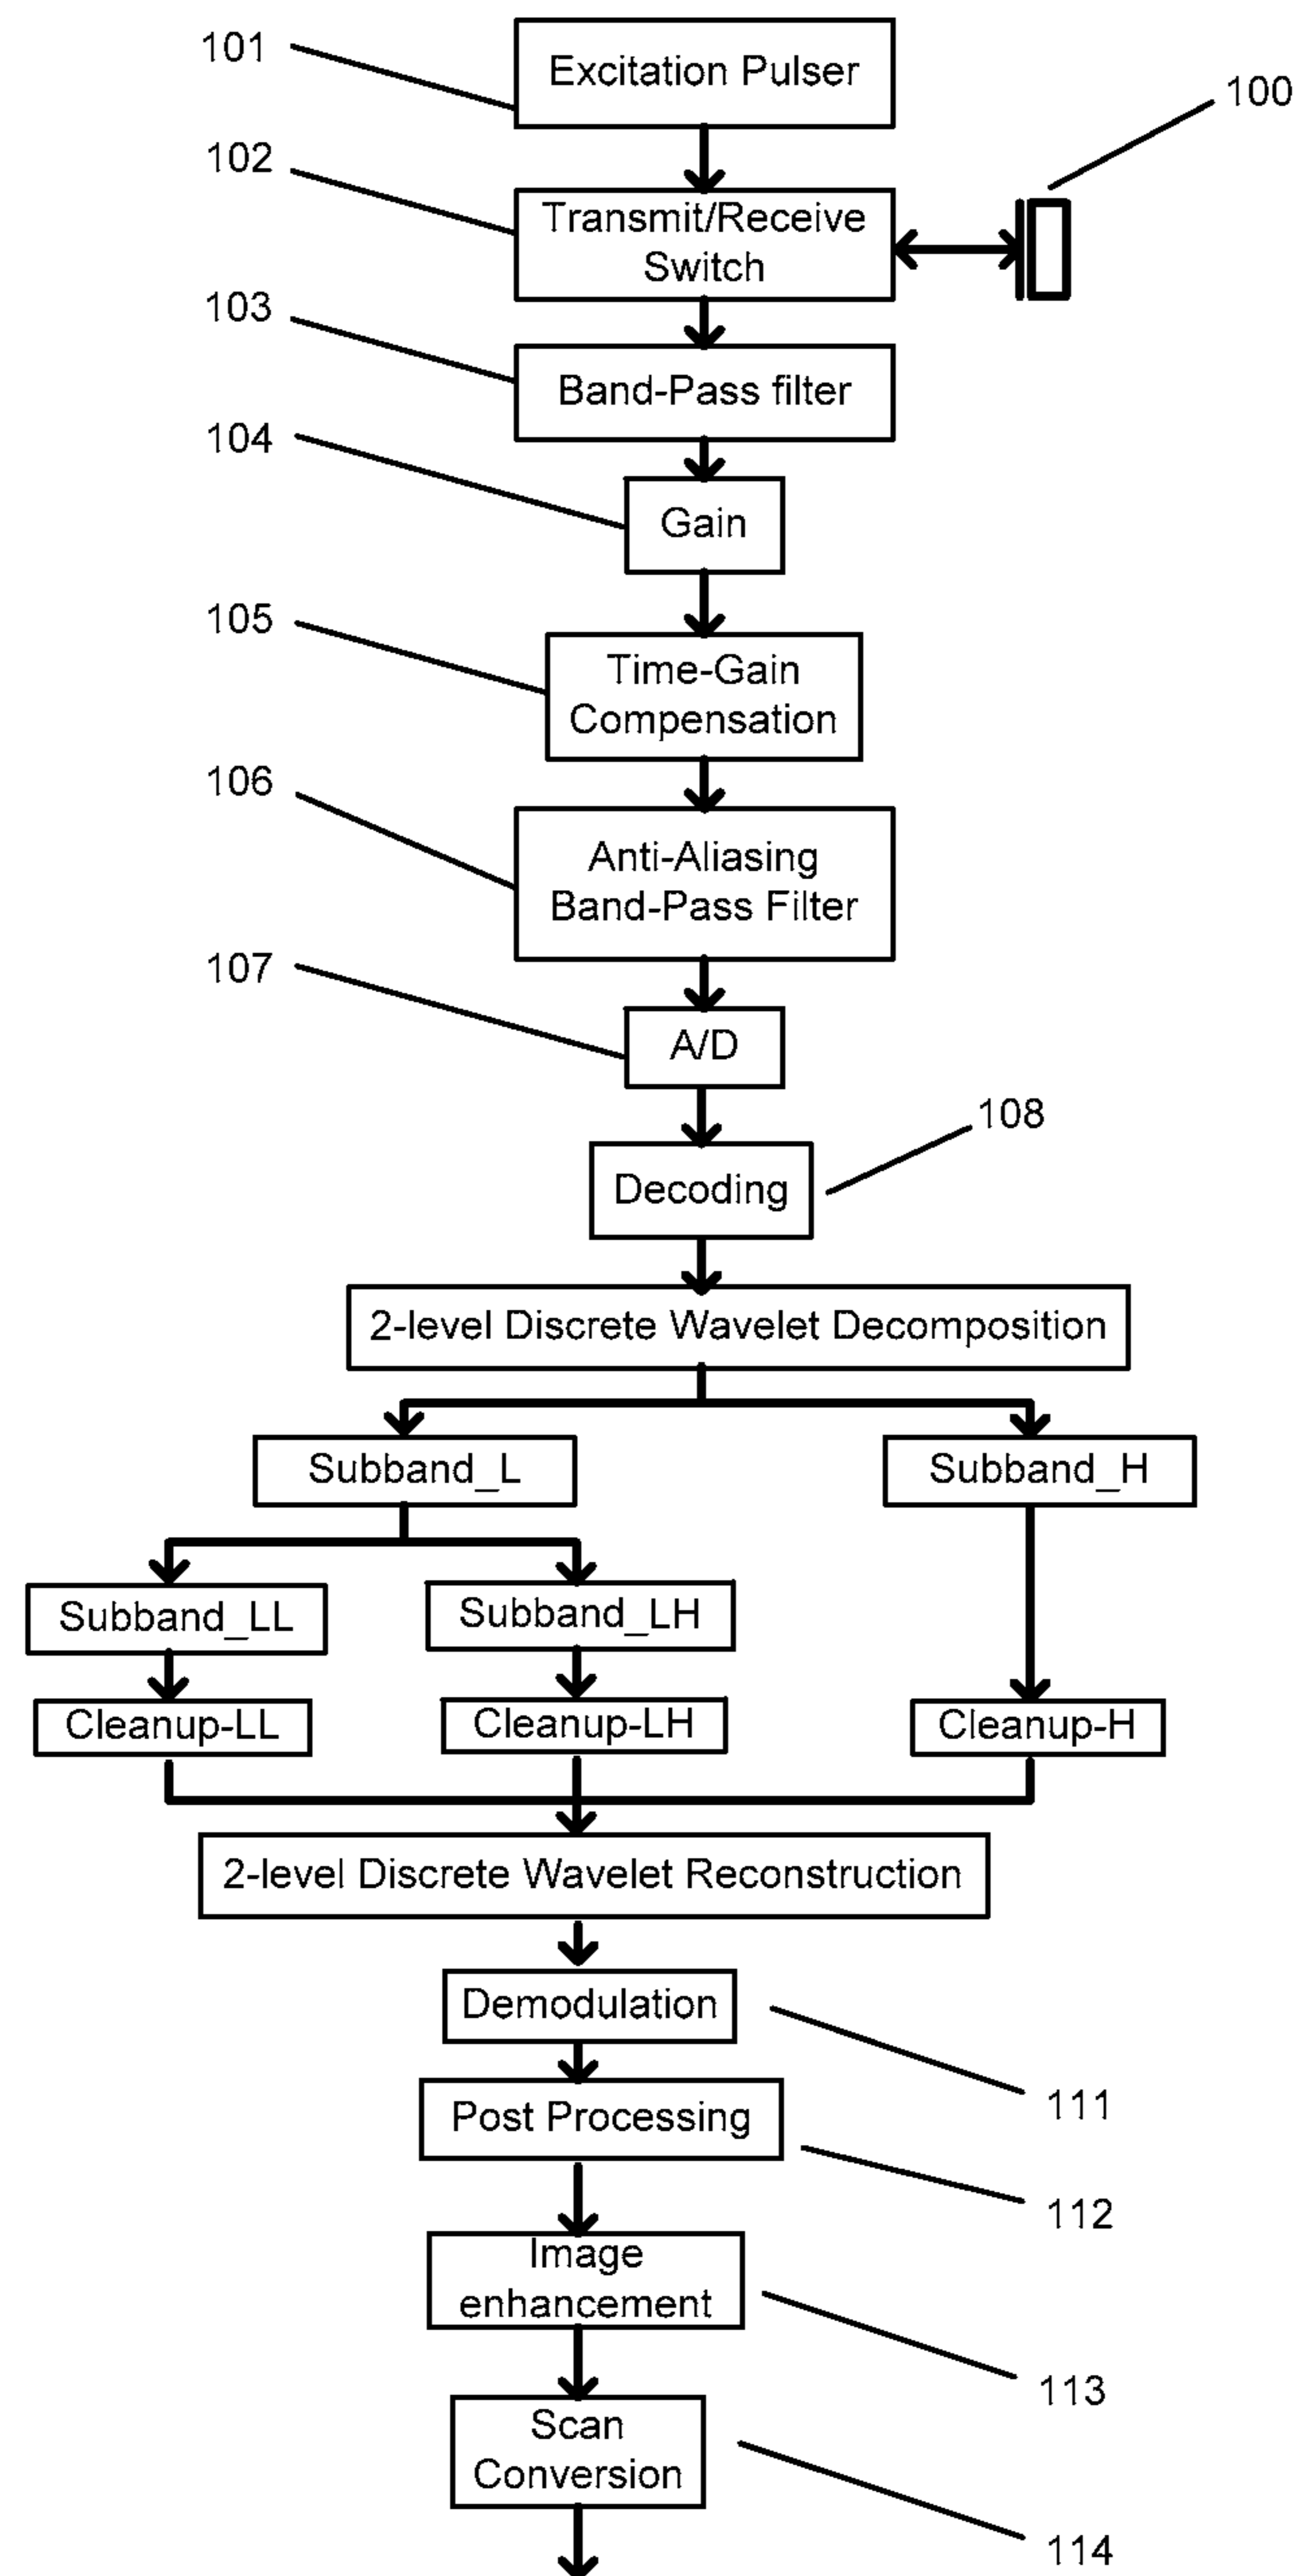 101
Excitation Pulser
100
102
Transmit/Receive
Switch
103
Band-Pass filter
104
Gain
105
Time-Gain
Compensation
106
Anti-Aliasing
Band-Pass Filter
107
A/D
108
Decoding
2-level Discrete Wavelet Decomposition
Subband_L
Subband_H
Subband_LL
Subband_LH
Cleanup-LL
Cleanup-LH
Cleanup-H
2-level Discrete Wavelet Reconstruction
Demodulation
111
Post Processing
112
Image
enhancement
113
Scan
Conversion
114